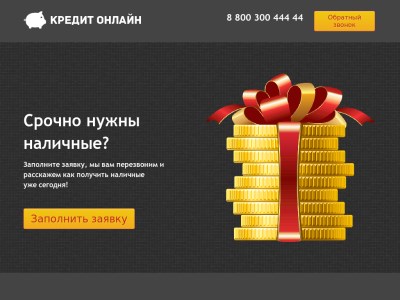 КРЕДИТ ОНЛАЙН
8 800 300 444 44
Обратный
звонок
Срочно нужны
наличные?
Заполните заявку, мы вам перезвоним и
расскажем как получить наличные
уже сегодня!
Заполнить заявку